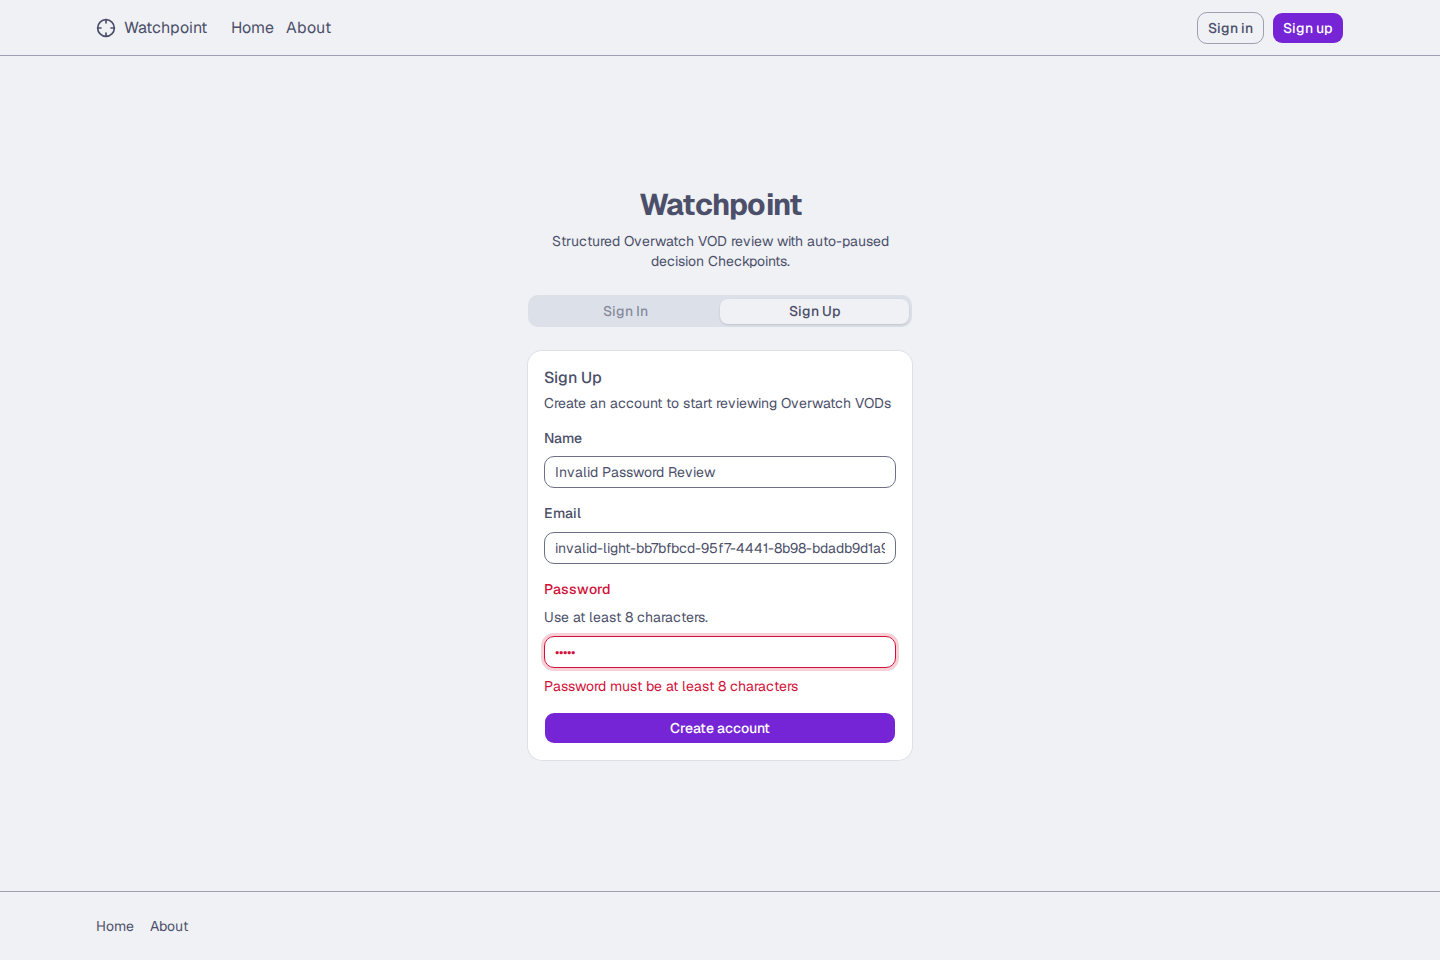 Watchpoint
Home
About
Sign in
Sign up
Watchpoint
Structured Overwatch VOD review with auto-paused
decision Checkpoints.
Sign In
Sign Up
Sign Up
Create an account to start reviewing Overwatch VODs
Name
Invalid Password Review
Email
invalid-light-bb7bfbcd-95f7-4441-8b98-bdadb9d1a9
Password
Use at least 8 characters.
•••••
Password must be at least 8 characters
Create account
Home
About